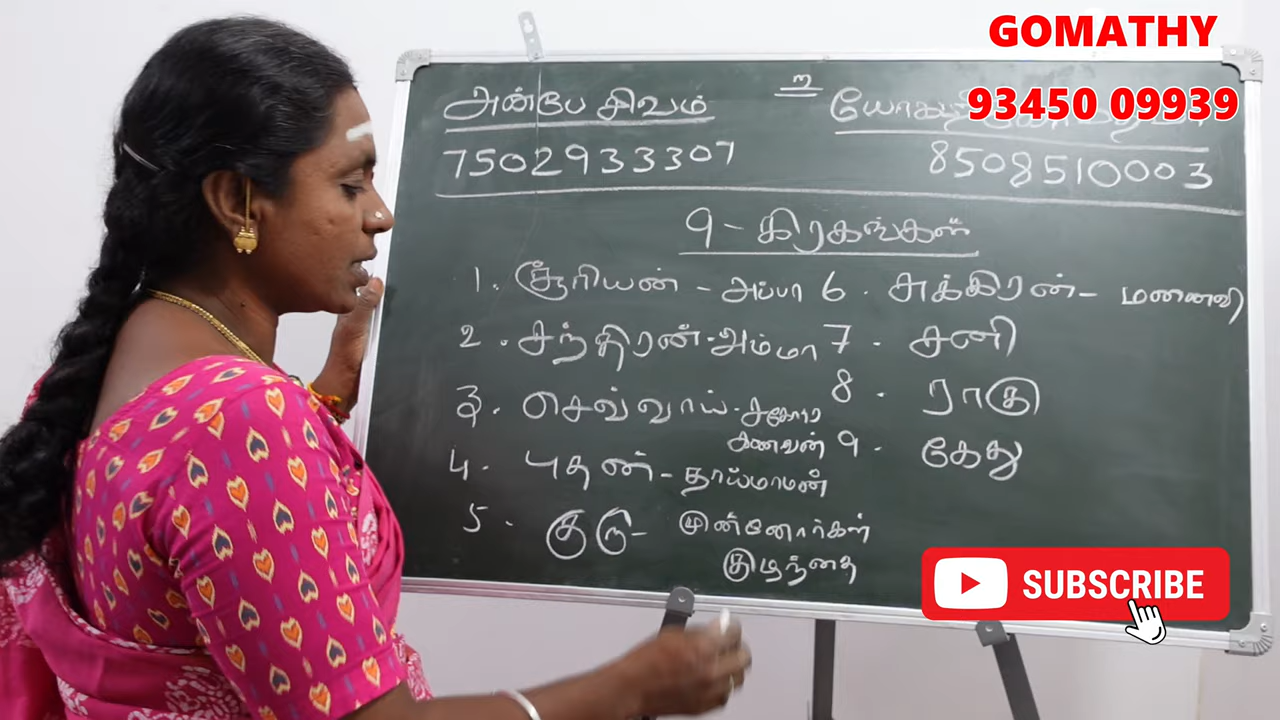 GOMATHY
93450 09939
உ
அன்பே சிவம்
7502933307
8508510003
9 - கிரகங்கள்
1. சூரியன் - அப்பா
2. சந்திரன் - அம்மா
3. செவ்வாய் - சகோதர
கணவன்
4. புதன் - தாய்மாமன்
5. குரு - முன்னோர்கள்
குழந்தை
6. சுக்கிரன் - மனைவி
7. சனி
8. ராகு
9. கேது
SUBSCRIBE